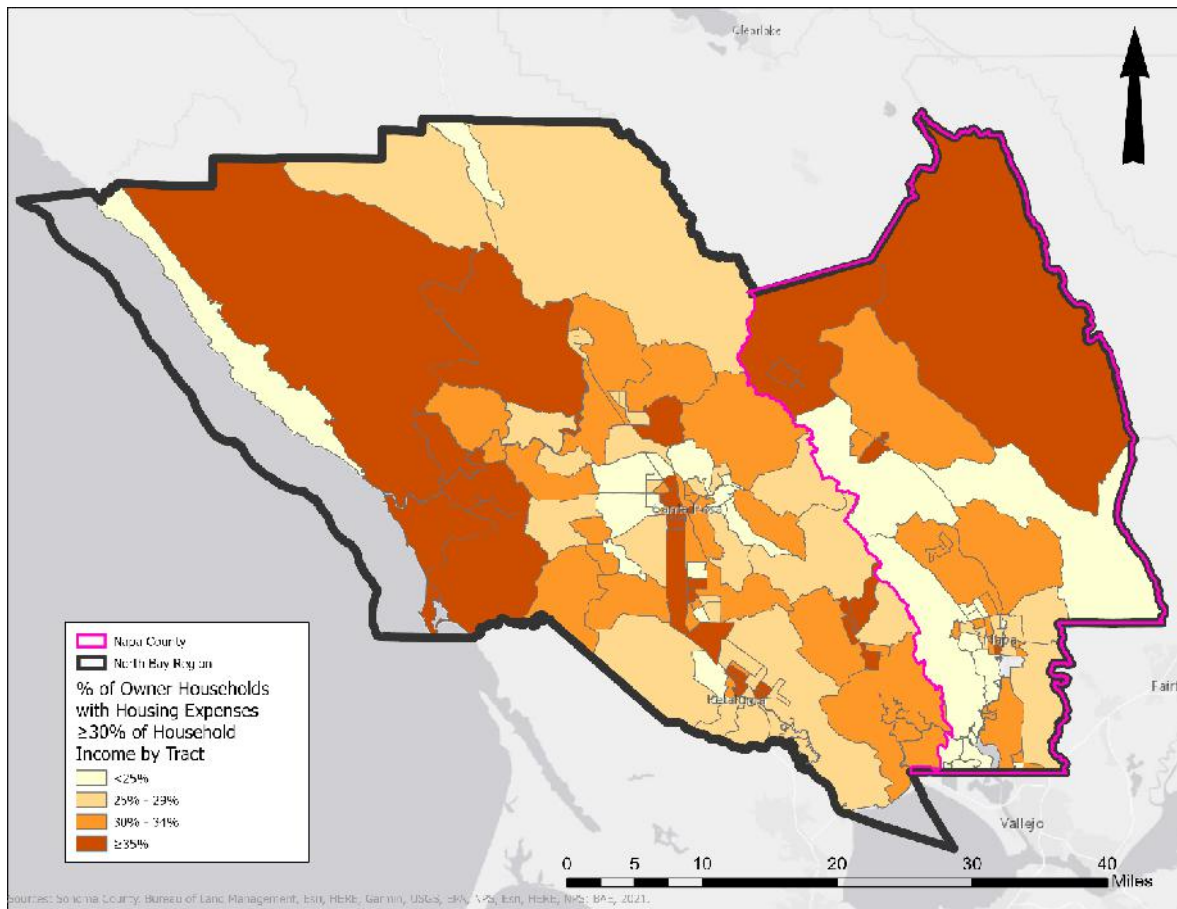 Clearlake
Santa Rosa
Napa
Petaluma
Fairf
Vallejo
Napa County
North Bay Region
% of Owner Households
with Housing Expenses
≥30% of Household
Income by Tract
<25%
25% - 29%
30% - 34%
≥35%
0 5 10 20 30 40
Miles
Sources: Sonoma County. Bureau of Land Management, Esri, HERE, Garmin, USGS, EPA, NPS, Esri, HERE, NPS; BAE, 2021.